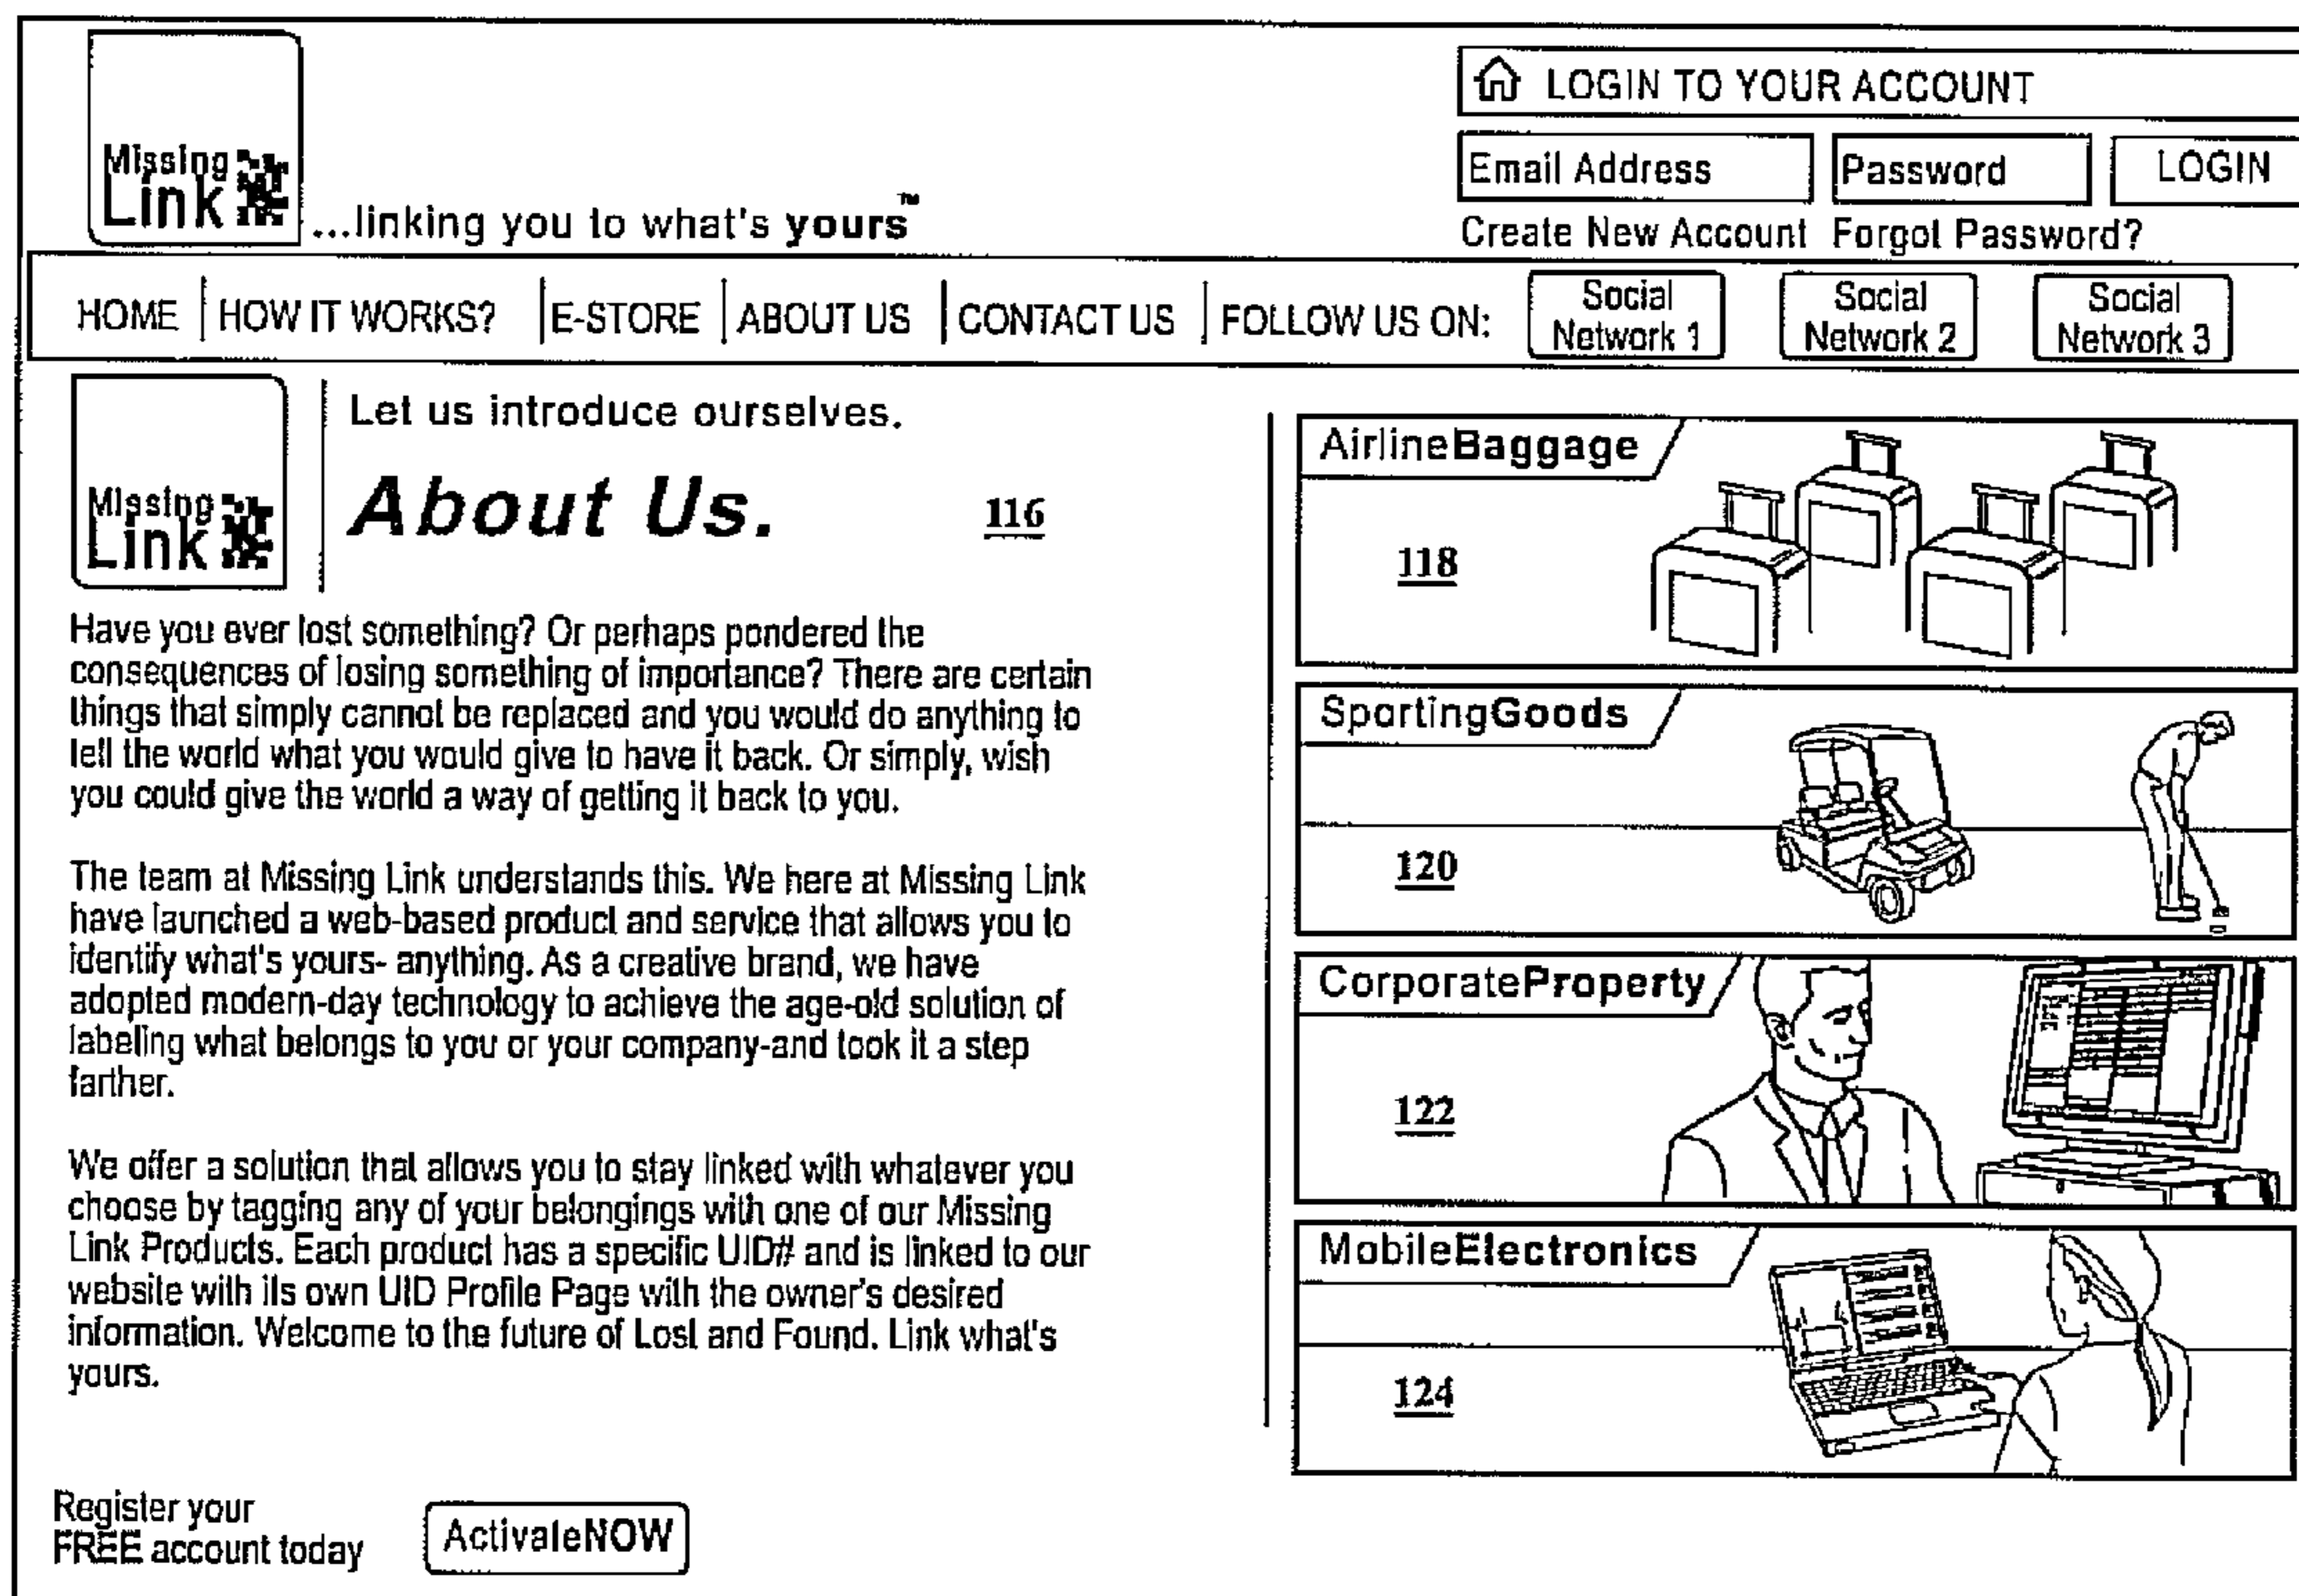 Missing
Link
...linking you to what's yours™
LOGIN TO YOUR ACCOUNT
Email Address Password LOGIN
Create New Account Forgot Password?
HOME HOW IT WORKS? E-STORE ABOUT US CONTACT US FOLLOW US ON: Social Network 1 Social Network 2 Social Network 3
Missing
Link
Let us introduce ourselves.
About Us. 116
Have you ever lost something? Or perhaps pondered the
consequences of losing something of importance? There are certain
things that simply cannot be replaced and you would do anything to
tell the world what you would give to have it back. Or simply, wish
you could give the world a way of getting it back to you.
The team at Missing Link understands this. We here at Missing Link
have launched a web-based product and service that allows you to
identify what's yours- anything. As a creative brand, we have
adopted modern-day technology to achieve the age-old solution of
labeling what belongs to you or your company-and took it a step
farther.
We offer a solution that allows you to stay linked with whatever you
choose by tagging any of your belongings with one of our Missing
Link Products. Each product has a specific UID# and is linked to our
website with its own UID Profile Page with the owner's desired
information. Welcome to the future of Lost and Found. Link what's
yours.
Register your
FREE account today
ActivateNOW
AirlineBaggage
118
SportingGoods
120
CorporateProperty
122
MobileElectronics
124